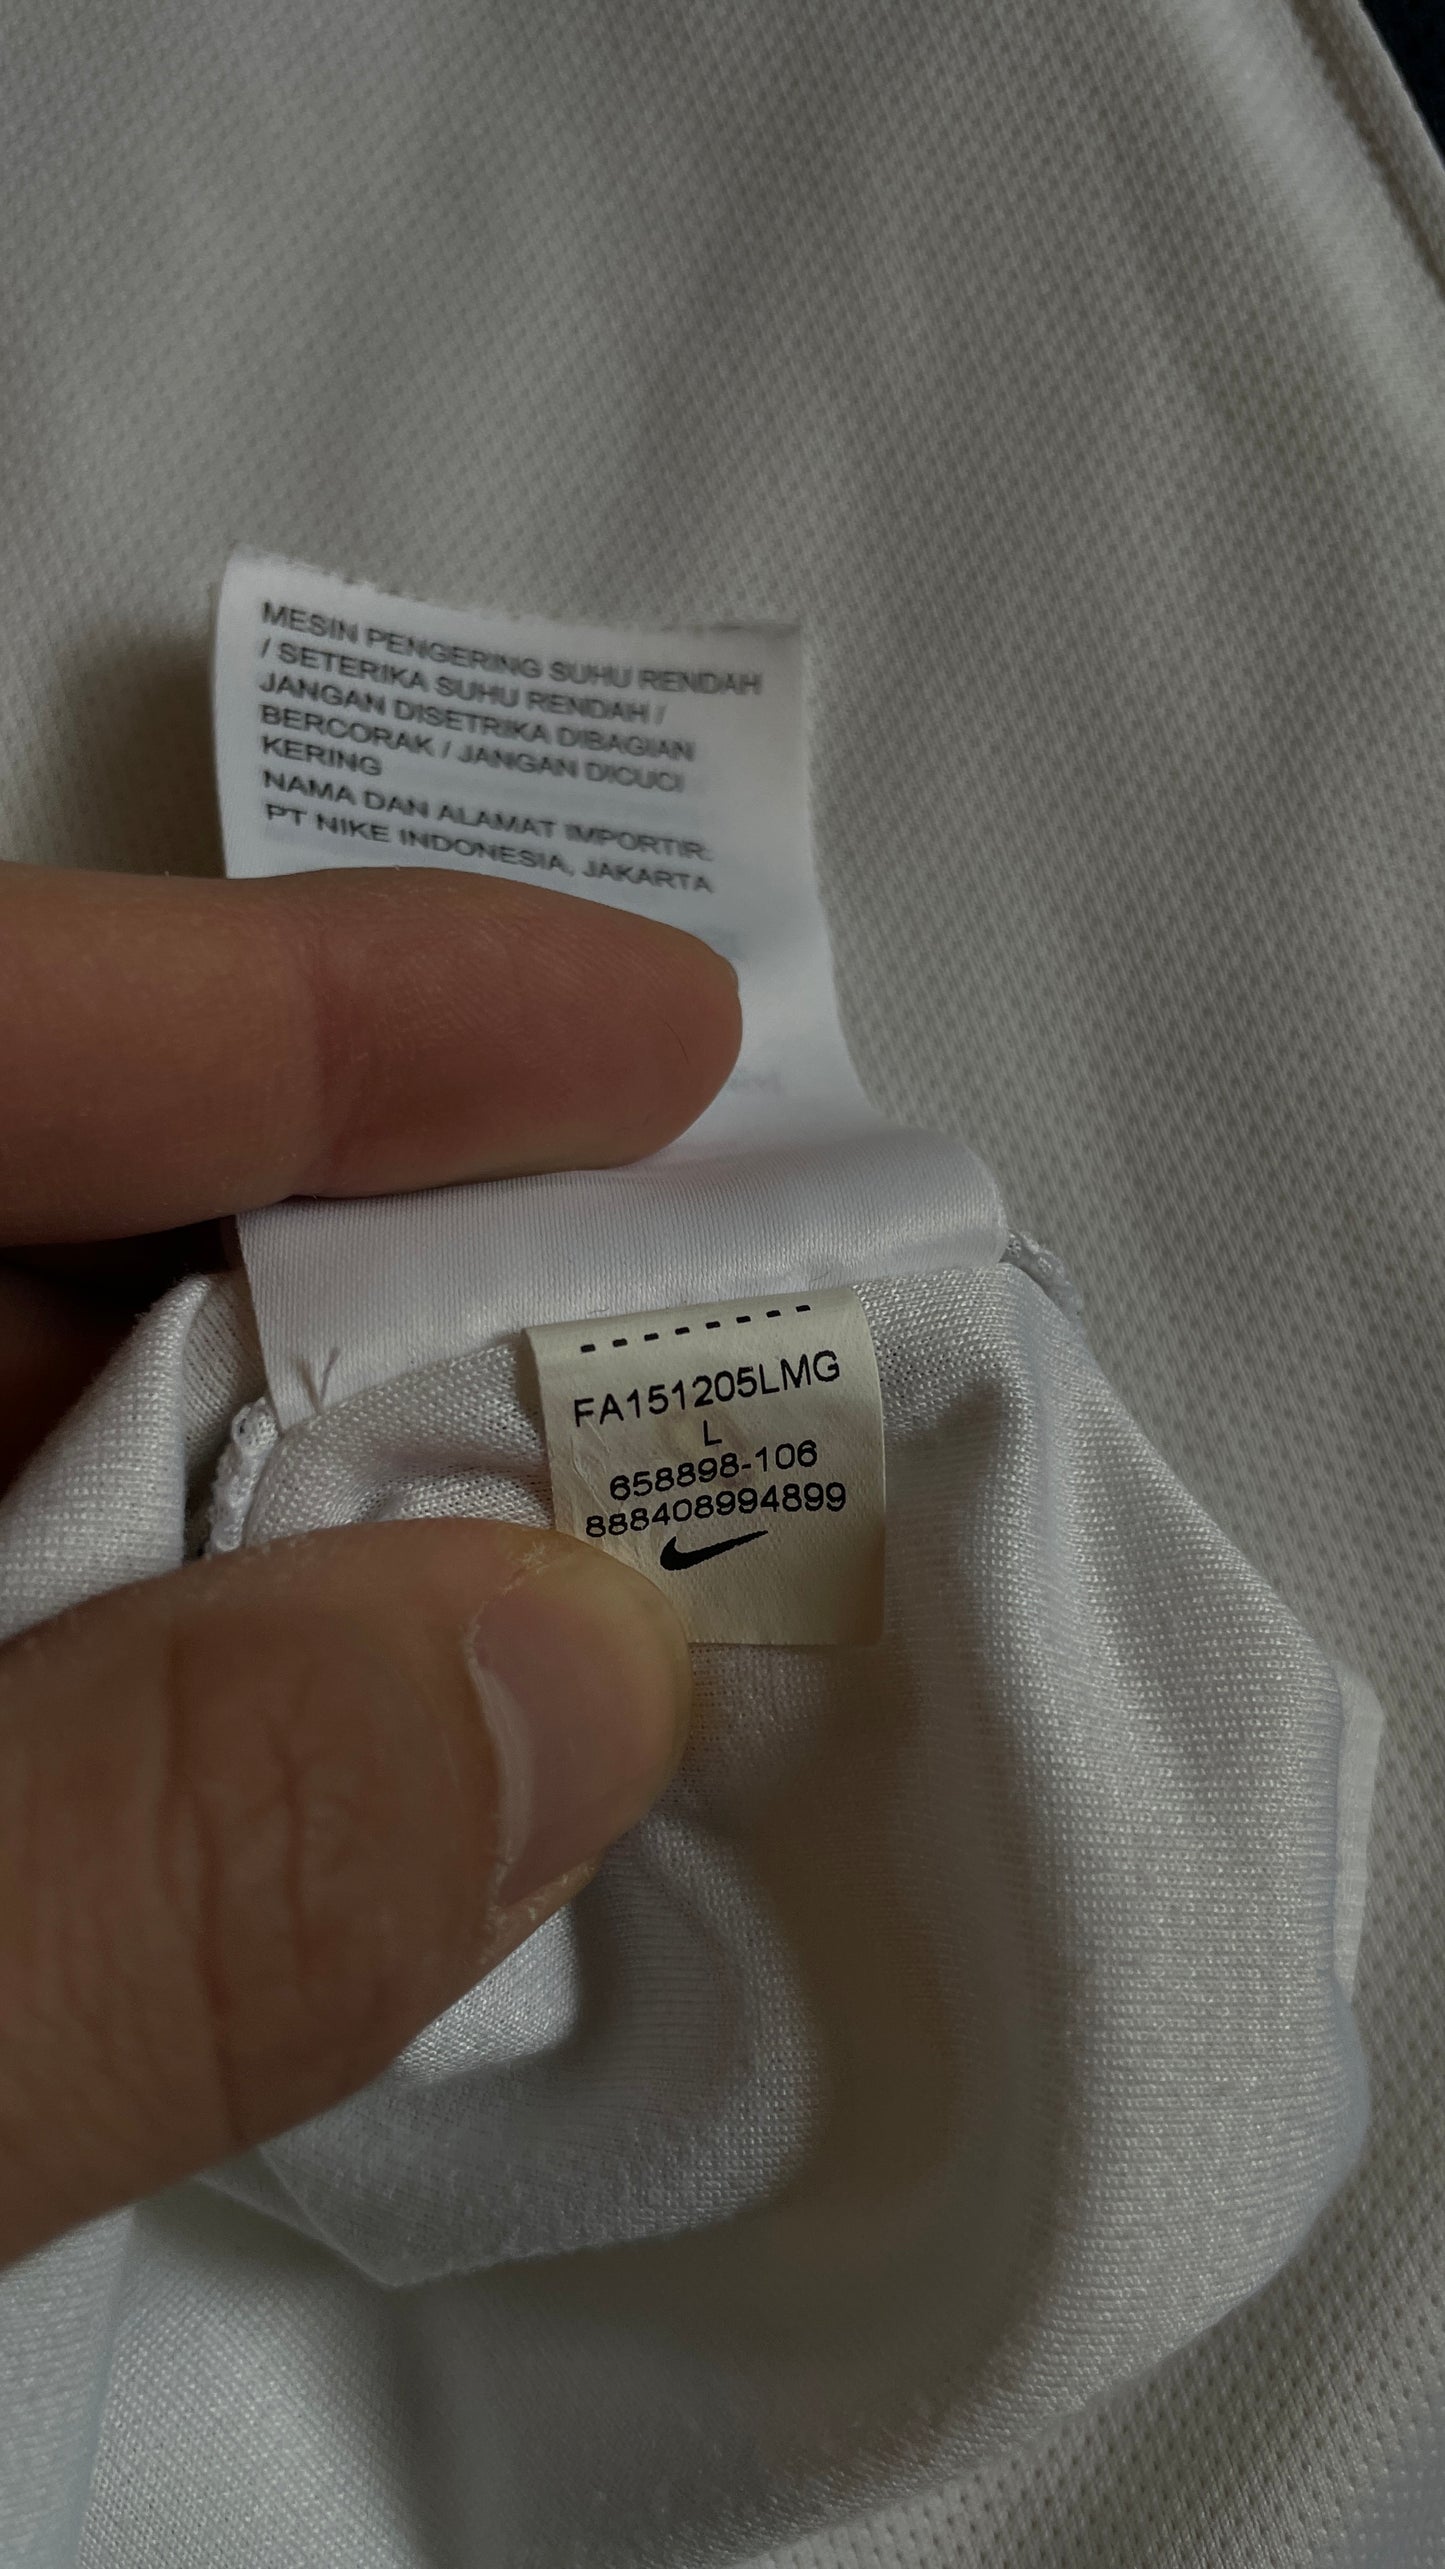 MESIN PENGERING SUHU RENDAH
/ SETERIKA SUHU RENDAH /
JANGAN DISETRIKA DIBAGIAN
BERCORAK / JANGAN DICUCI
KERING
NAMA DAN ALAMAT IMPORTIR:
PT NIKE INDONESIA, JAKARTA
FA151205LMG
L
658898-106
888408994899